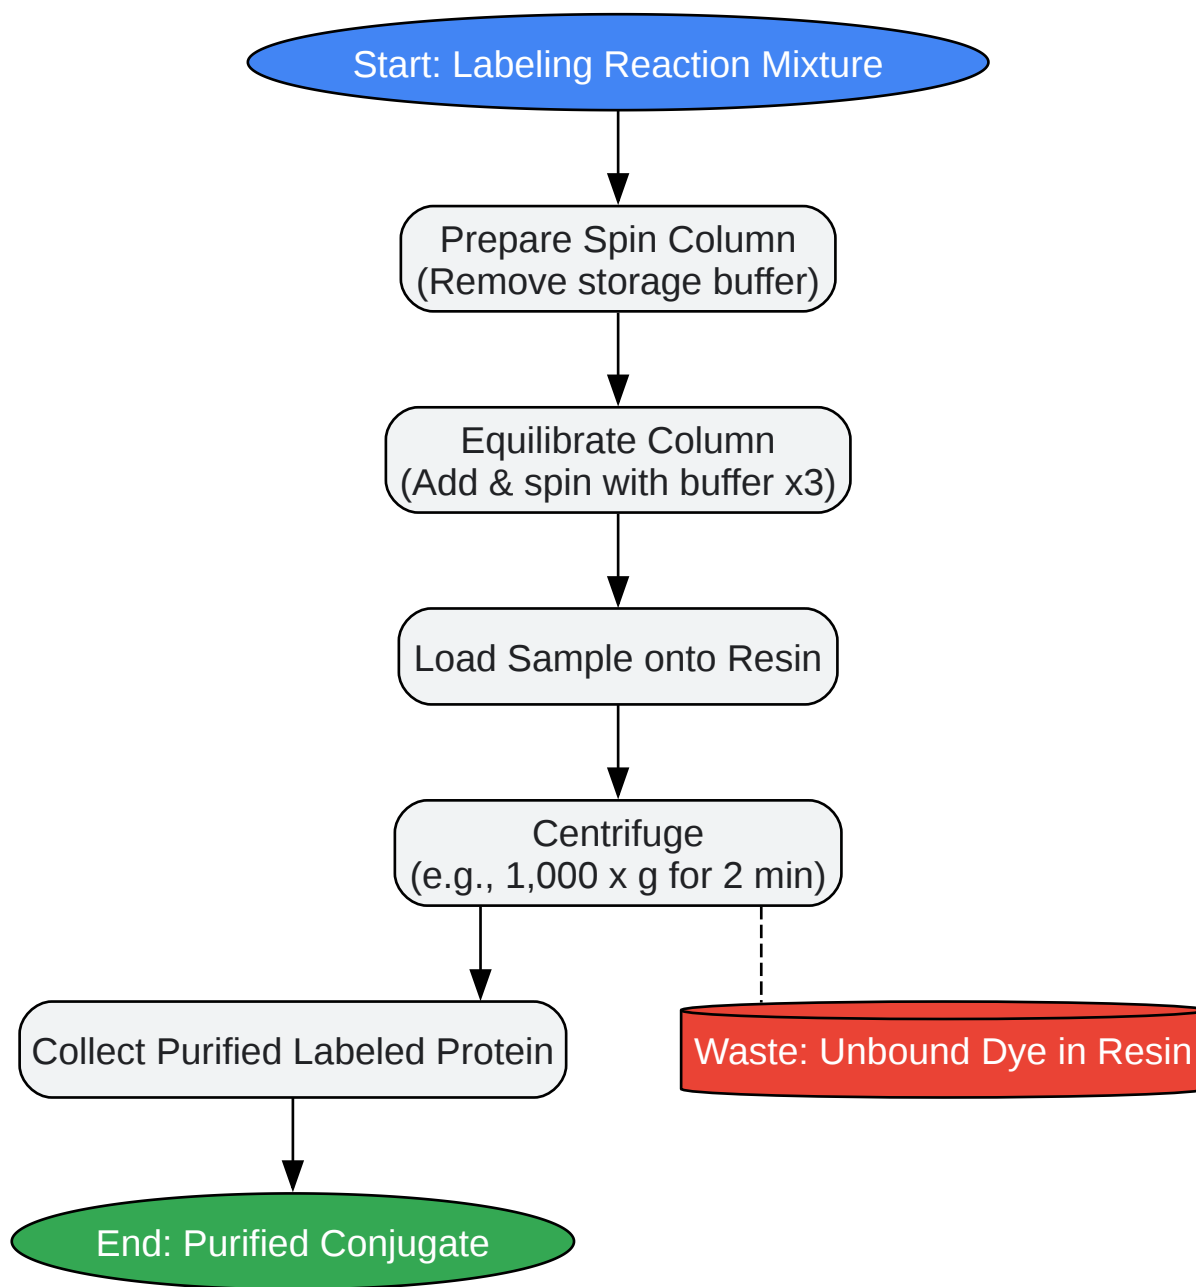 Start: Labeling Reaction Mixture
Prepare Spin Column
(Remove storage buffer)
Equilibrate Column
(Add & spin with buffer x3)
Load Sample onto Resin
Centrifuge
(e.g., 1,000 x g for 2 min)
Collect Purified Labeled Protein
Waste: Unbound Dye in Resin
End: Purified Conjugate